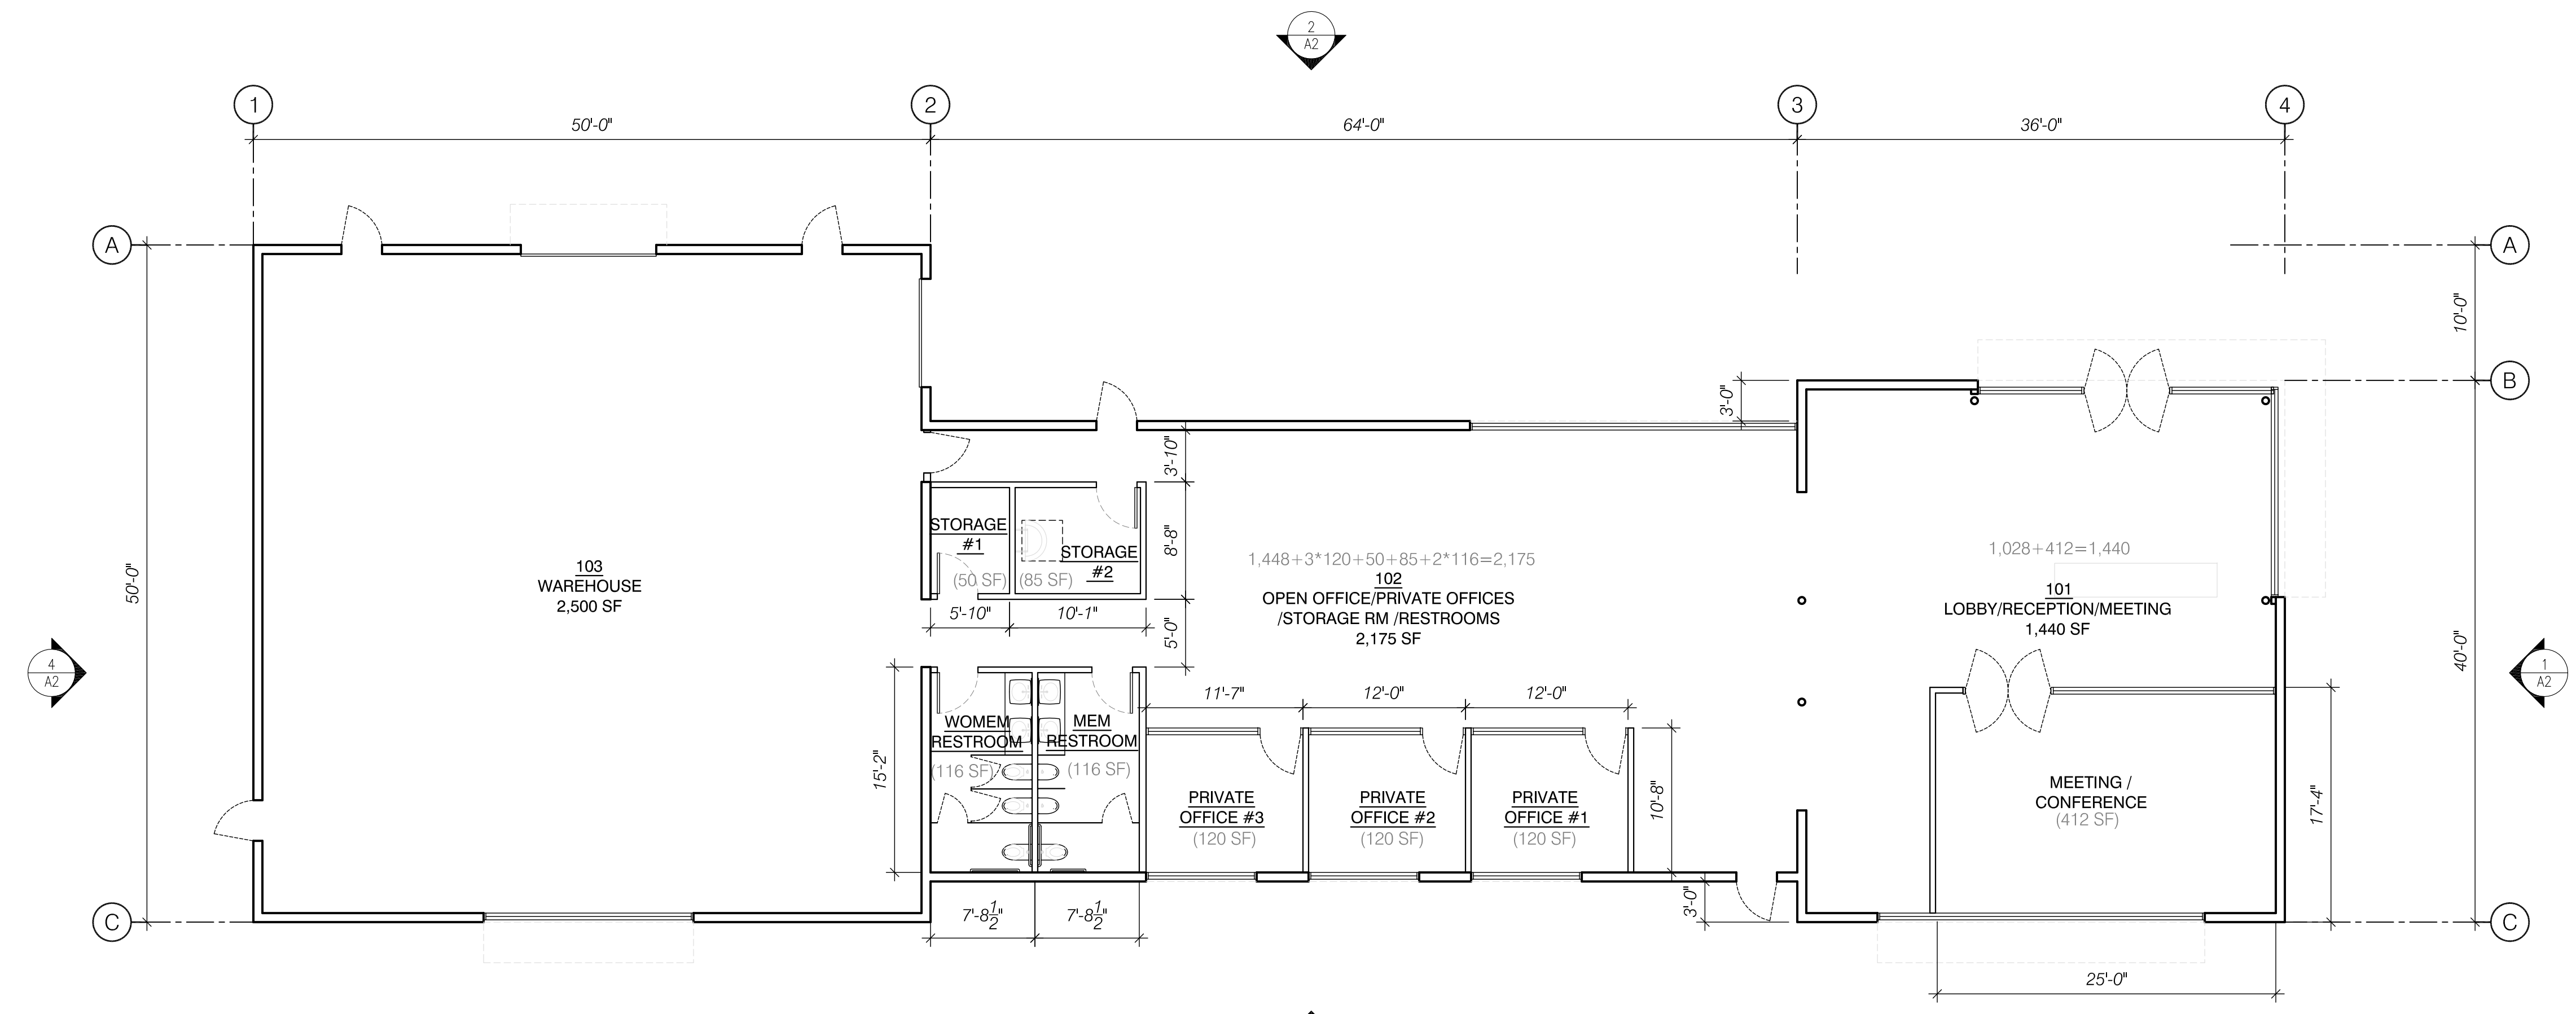 2
A2
1
2
3
4
50'-0"
64'-0"
36'-0"
A
A
10'-0"
B
3'-0"
3'-10"
STORAGE
#1
(50 SF)
STORAGE
#2
(85 SF)
8'-8"
5'-10"
10'-1"
5'-0"
50'-0"
103
WAREHOUSE
2,500 SF
1,448+3*120+50+85+2*116=2,175
102
OPEN OFFICE/PRIVATE OFFICES
/STORAGE RM /RESTROOMS
2,175 SF
1,028+412=1,440
101
LOBBY/RECEPTION/MEETING
1,440 SF
40'-0"
4
A2
1
A2
15'-2"
WOMEM
RESTROOM
(116 SF)
MEM
RESTROOM
(116 SF)
11'-7"
12'-0"
12'-0"
PRIVATE
OFFICE #3
(120 SF)
PRIVATE
OFFICE #2
(120 SF)
PRIVATE
OFFICE #1
(120 SF)
10'-8"
MEETING /
CONFERENCE
(412 SF)
17'-4"
3'-0"
C
7'-8½"
7'-8½"
C
25'-0"